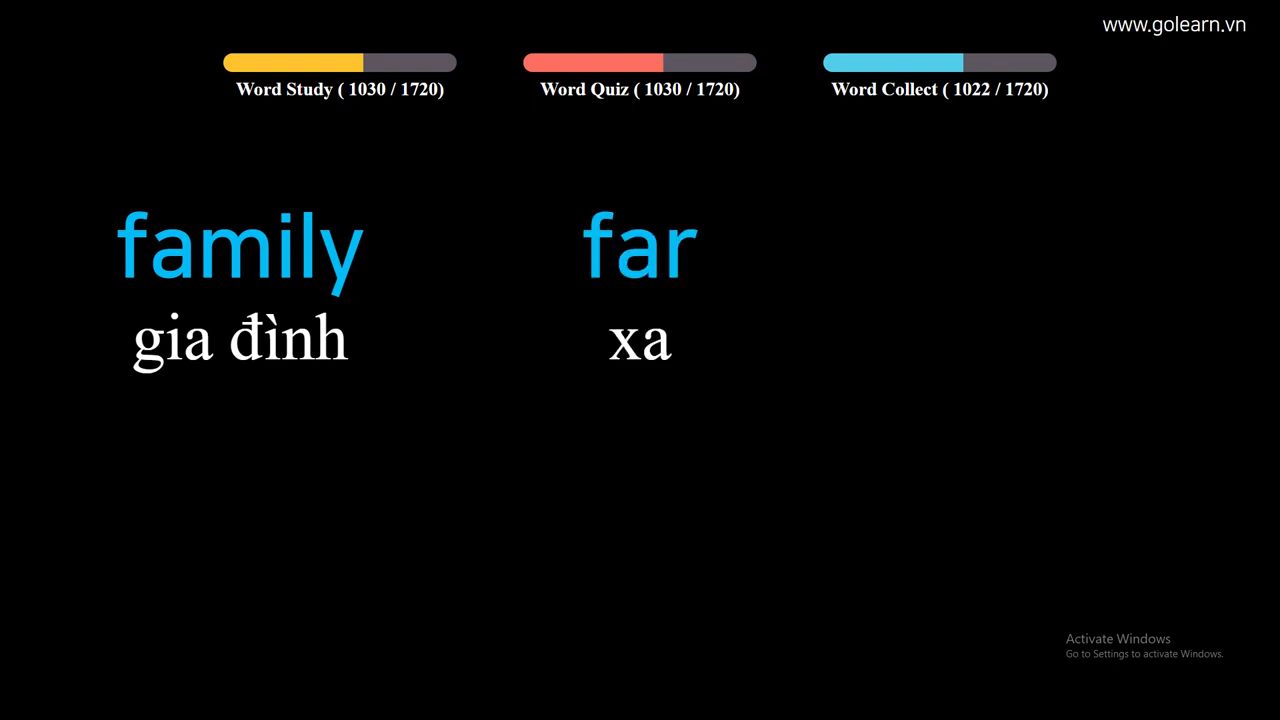 www.golearn.vn
Word Study ( 1030 / 1720)
Word Quiz ( 1030 / 1720)
Word Collect ( 1022 / 1720)
family
far
gia đình
xa
Activate Windows
Go to Settings to activate Windows.